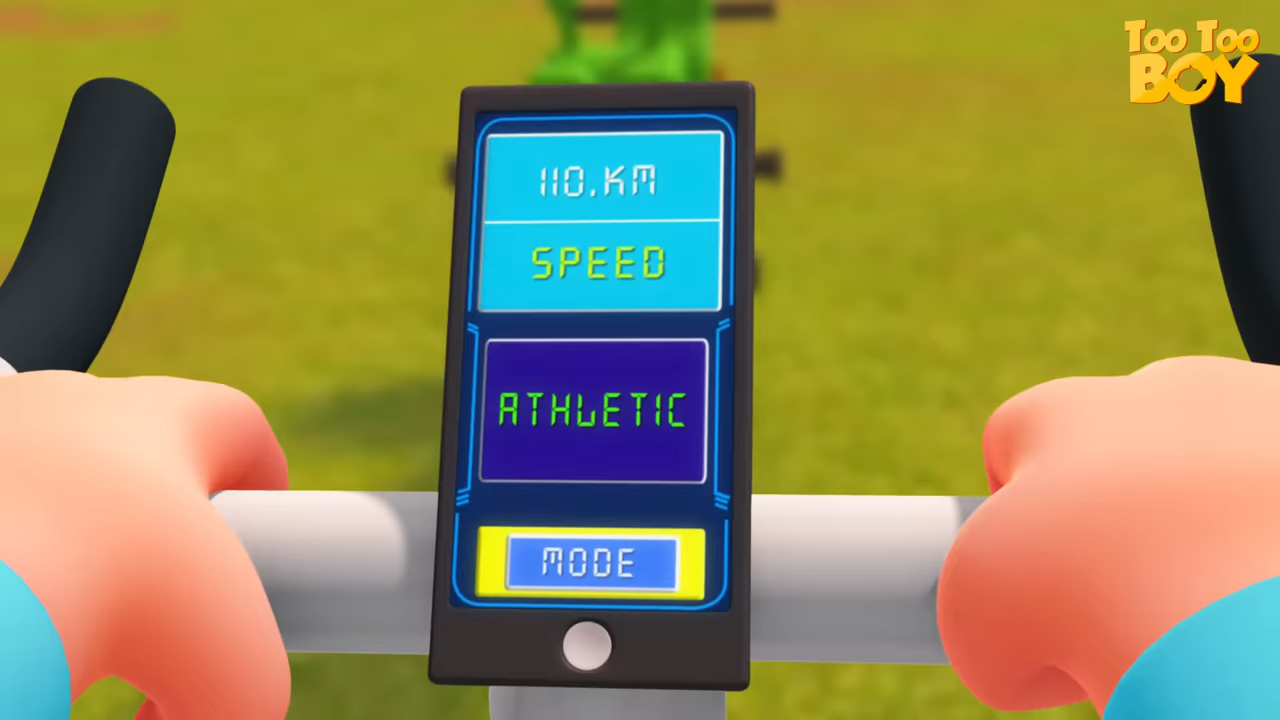 TOO TOO
BOY
110.KM
SPEED
ATHLETIC
MODE